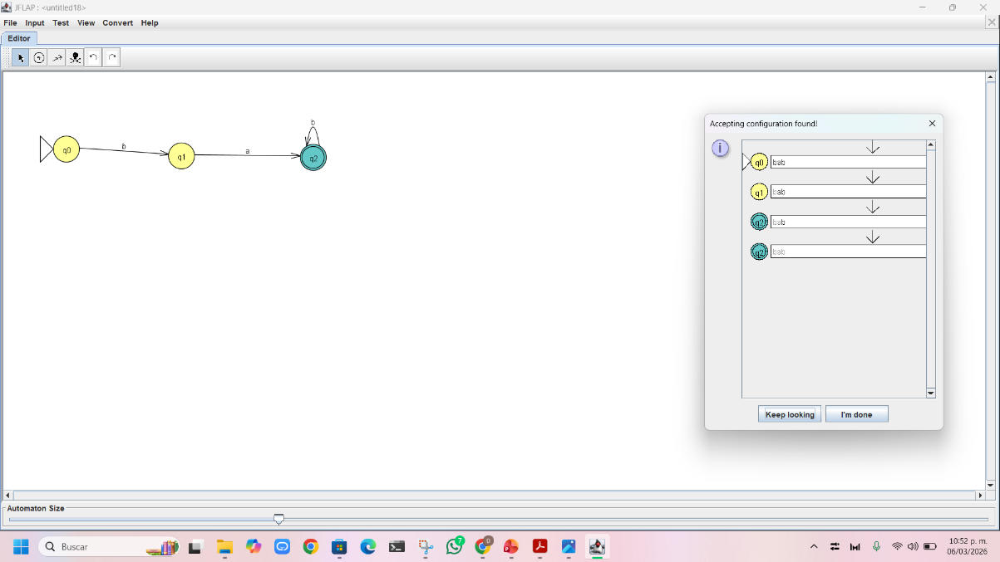 JFLAP : <untitled18>
File Input Test View Convert Help
Editor
b
q0
b
q1
a
q2
Accepting configuration found!
q0 bab
q1 bab
q2 bab
q2 bab
Keep looking I'm done
Automaton Size
Buscar
7
0
10:52 p. m.
06/03/2026